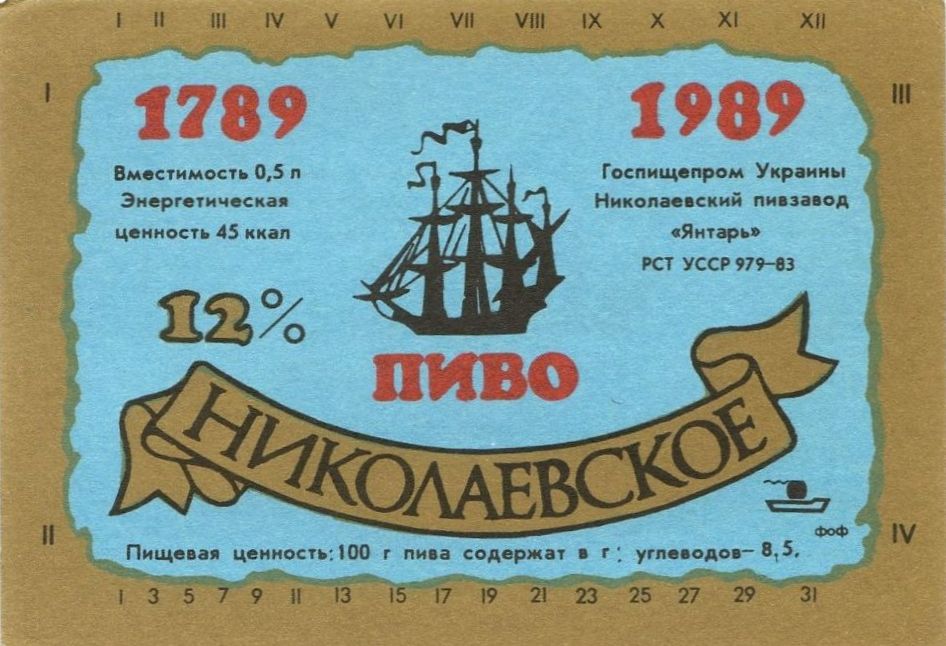 I II III IV V VI VII VIII IX X XI XII
I
III
1789
1989
Вместимость 0,5 л
Энергетическая
ценность 45 ккал
Госпищепром Украины
Николаевский пивзавод
«Янтарь»
РСТ УССР 979–83
12%
ПИВО
НИКОЛАЕВСКОЕ
фоф
II
IV
Пищевая ценность: 100 г пива содержат в г: углеводов– 8,5.
1 3 5 7 9 11 13 15 17 19 21 23 25 27 29 31